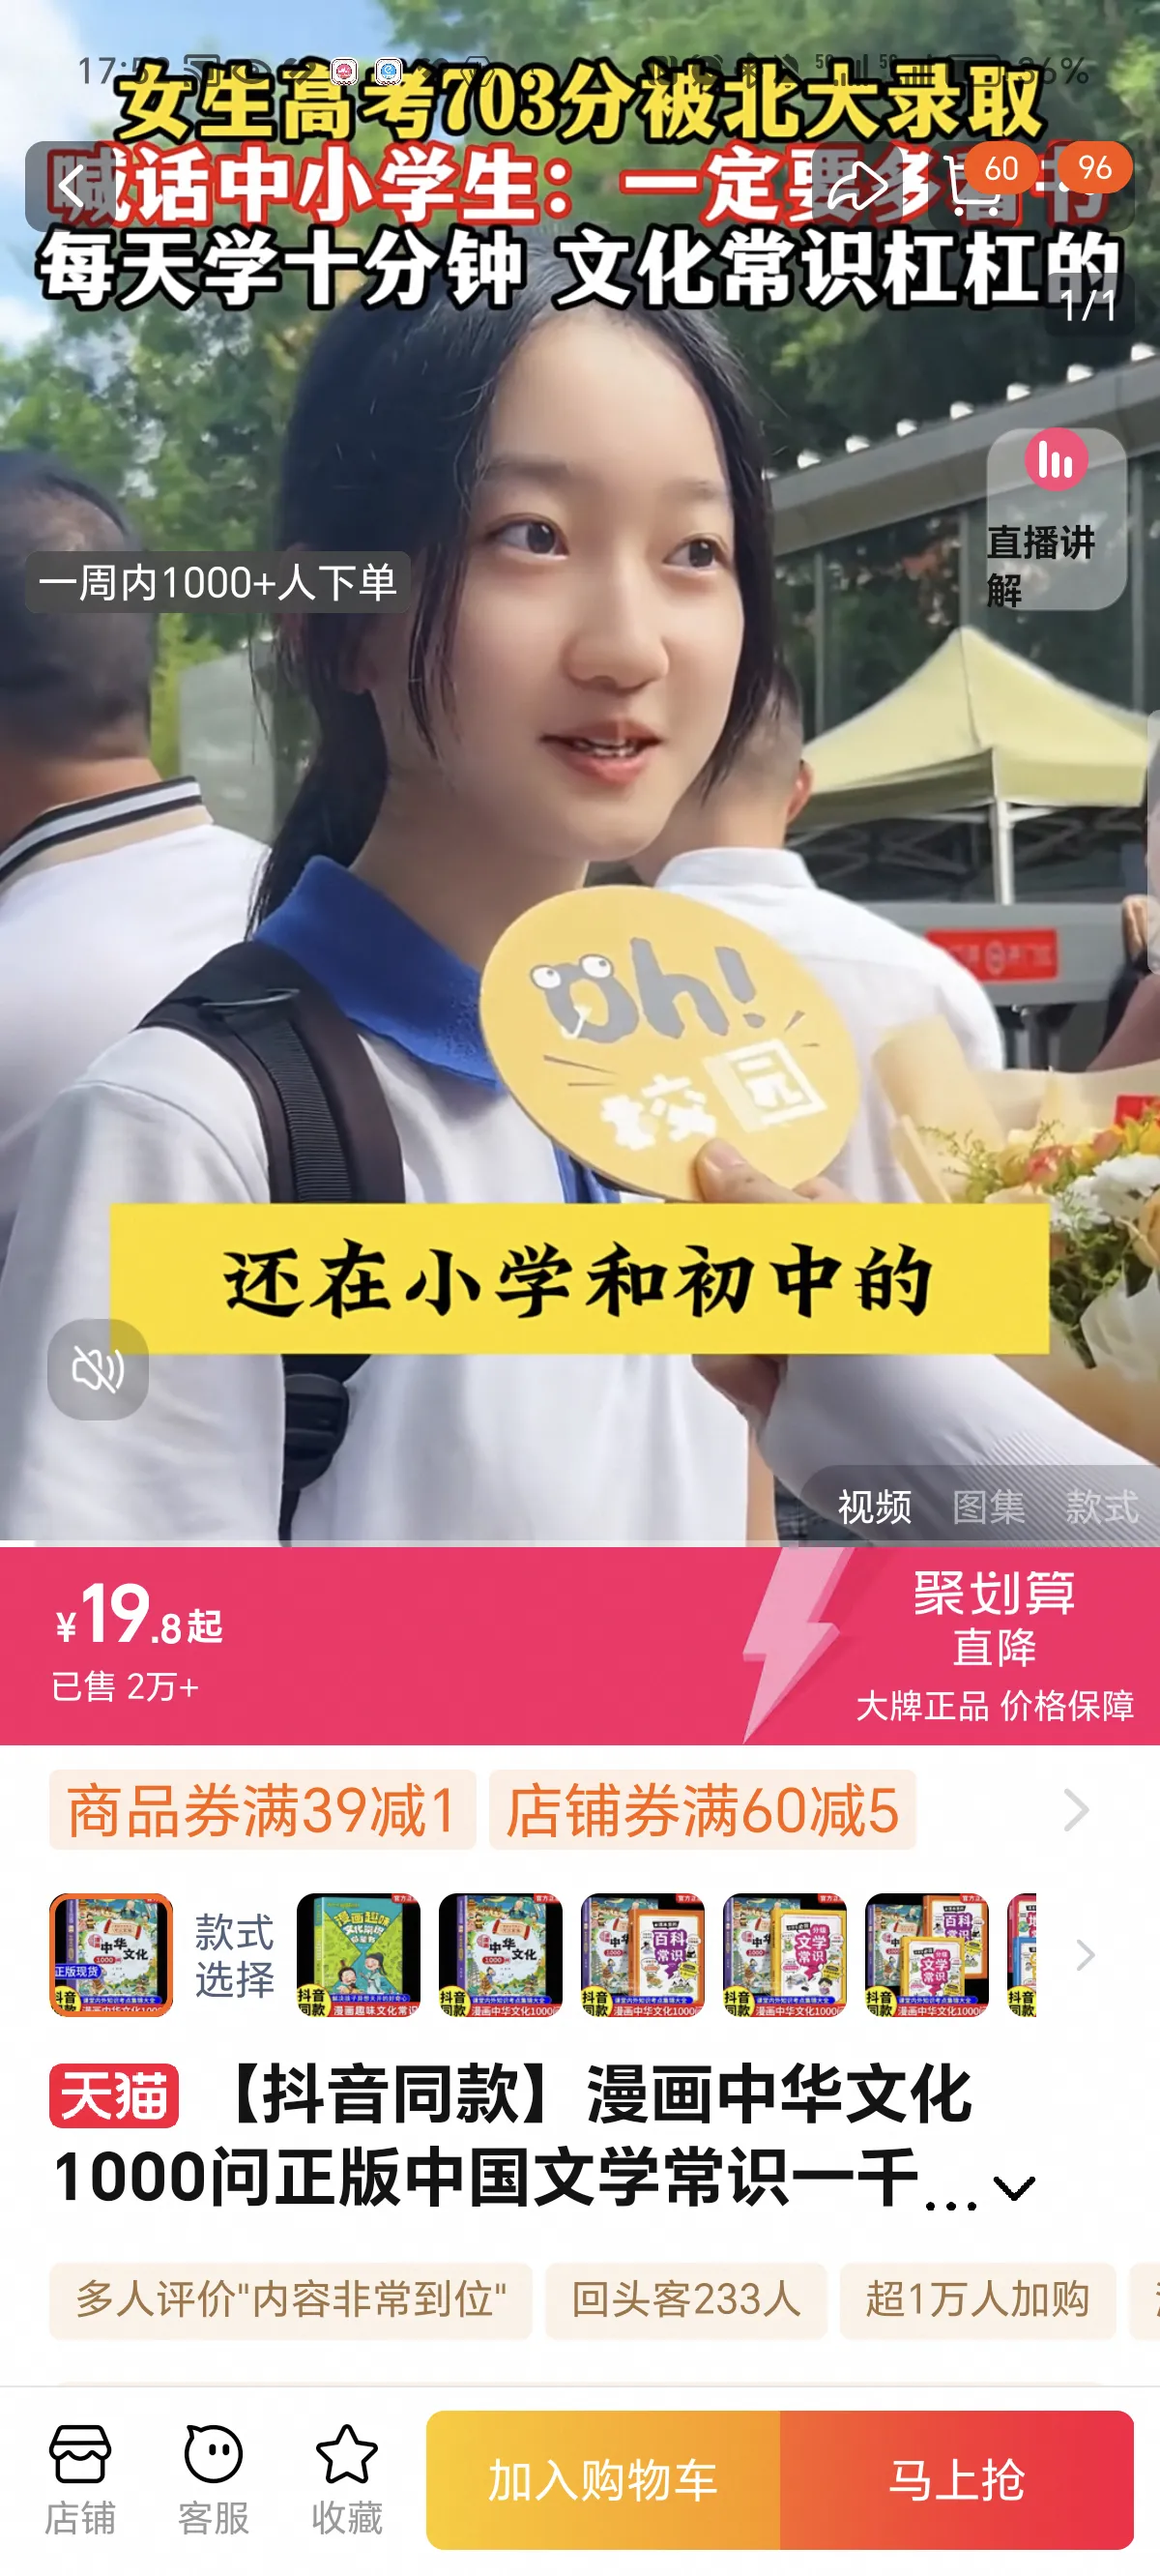 女生高考703分被北大录取
喊话中小学生：一定要多看书
60
96
每天学十分钟 文化常识杠杠的
1/1
直播讲
解
一周内1000+人下单
Oh!
校园
还在小学和初中的
视频 图集 款式
¥19.8起
已售 2万+
聚划算
直降
大牌正品 价格保障
商品券满39减1 店铺券满60减5
款式
选择
天猫 【抖音同款】漫画中华文化
1000问正版中国文学常识一千...
多人评价"内容非常到位" 回头客233人 超1万人加购
店铺 客服 收藏 加入购物车 马上抢